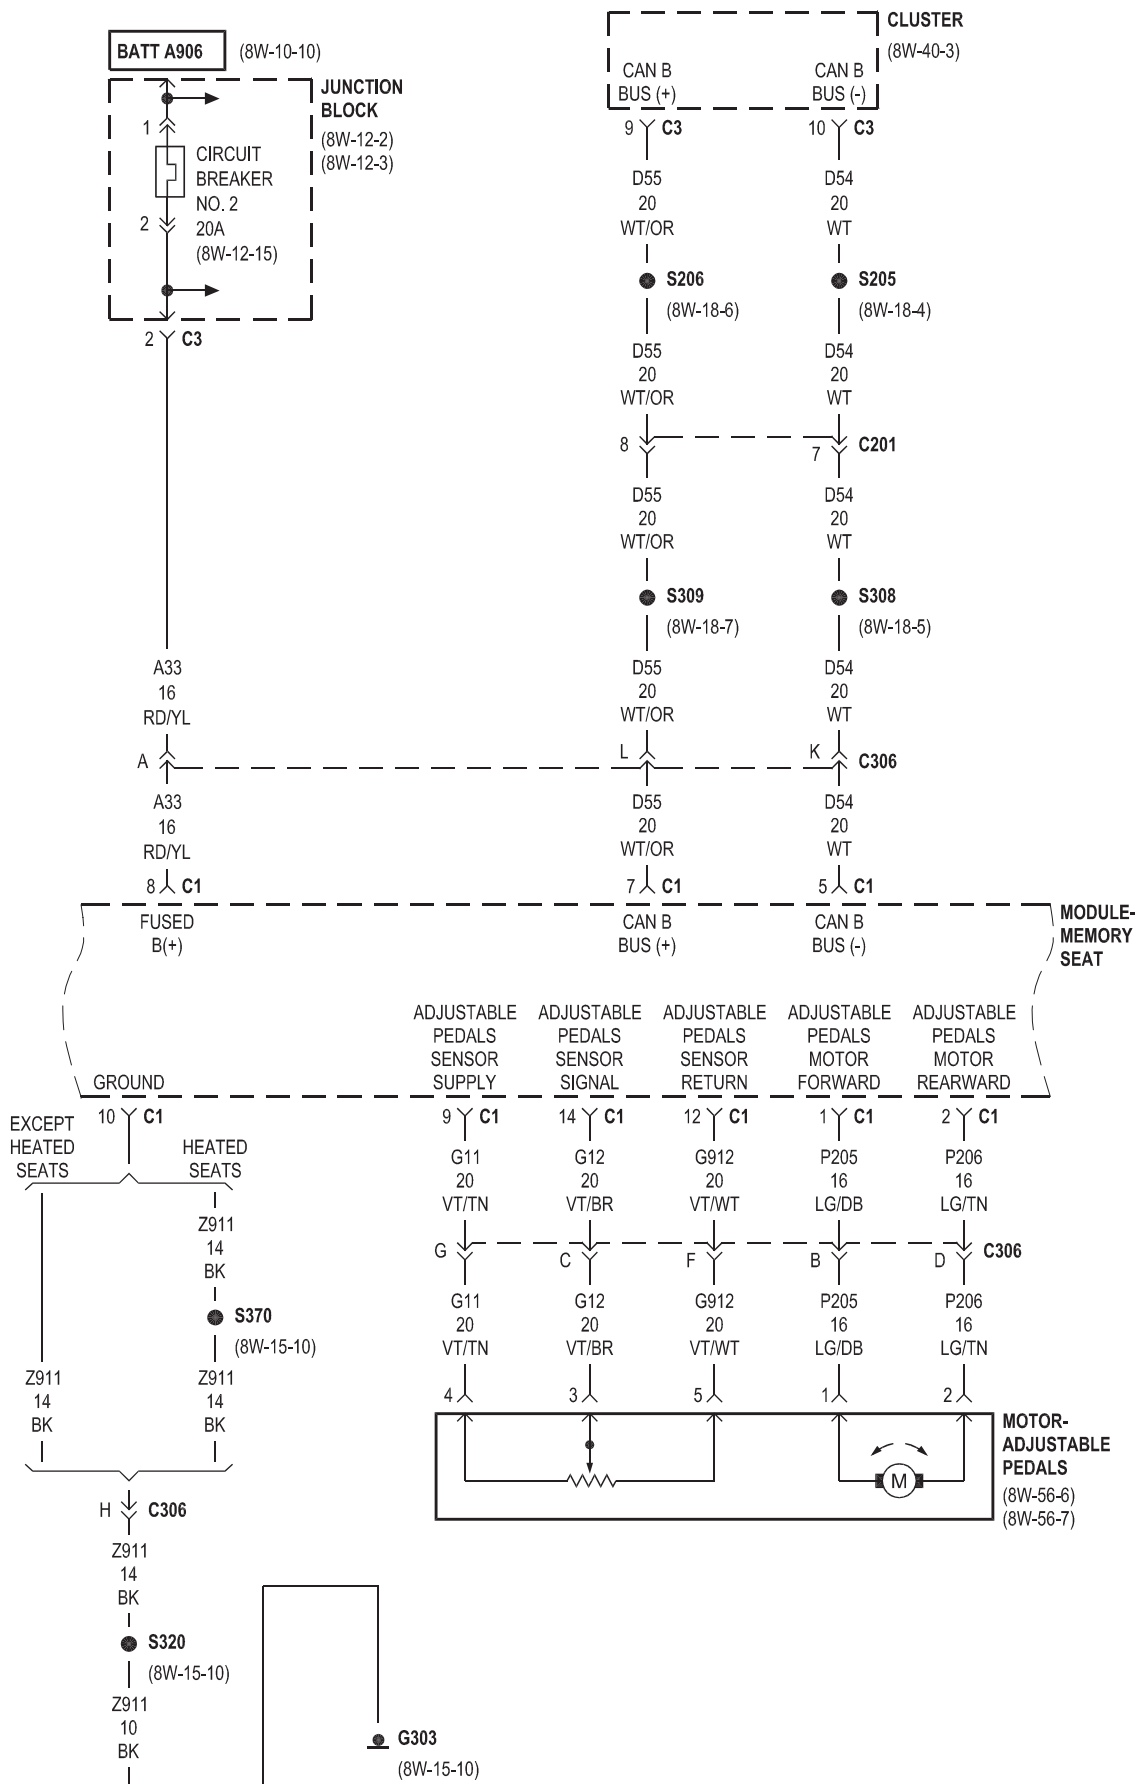 BATT A906
(8W-10-10)
JUNCTION
BLOCK
(8W-12-2)
(8W-12-3)
1
CIRCUIT
BREAKER
NO. 2
20A
(8W-12-15)
2
2
C3
CLUSTER
(8W-40-3)
CAN B
BUS (+)
CAN B
BUS (-)
9
C3
10
C3
D55
20
WT/OR
D54
20
WT
S206
(8W-18-6)
S205
(8W-18-4)
D55
20
WT/OR
D54
20
WT
8
7
C201
D55
20
WT/OR
D54
20
WT
S309
(8W-18-7)
S308
(8W-18-5)
A33
16
RD/YL
D55
20
WT/OR
D54
20
WT
A
L
K
C306
A33
16
RD/YL
D55
20
WT/OR
D54
20
WT
8
C1
7
C1
5
C1
FUSED
B(+)
CAN B
BUS (+)
CAN B
BUS (-)
MODULE-
MEMORY
SEAT
GROUND
ADJUSTABLE
PEDALS
SENSOR
SUPPLY
ADJUSTABLE
PEDALS
SENSOR
SIGNAL
ADJUSTABLE
PEDALS
SENSOR
RETURN
ADJUSTABLE
PEDALS
MOTOR
FORWARD
ADJUSTABLE
PEDALS
MOTOR
REARWARD
10
C1
9
C1
14
C1
12
C1
1
C1
2
C1
EXCEPT
HEATED
SEATS
HEATED
SEATS
G11
20
VT/TN
G12
20
VT/BR
G912
20
VT/WT
P205
16
LG/DB
P206
16
LG/TN
Z911
14
BK
G
C
F
B
D
C306
S370
(8W-15-10)
G11
20
VT/TN
G12
20
VT/BR
G912
20
VT/WT
P205
16
LG/DB
P206
16
LG/TN
Z911
14
BK
Z911
14
BK
4
3
5
1
2
MOTOR-
ADJUSTABLE
PEDALS
(8W-56-6)
(8W-56-7)
M
H
C306
Z911
14
BK
S320
(8W-15-10)
Z911
10
BK
G303
(8W-15-10)